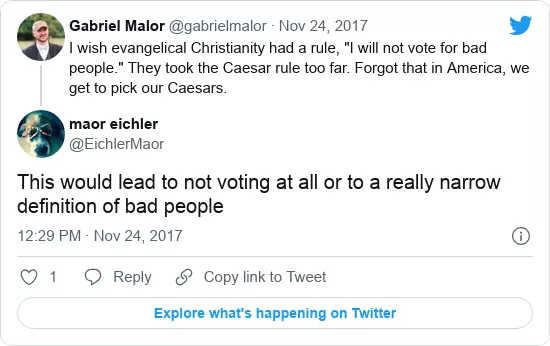 Gabriel Malor @gabrielmalor · Nov 24, 2017
I wish evangelical Christianity had a rule, "I will not vote for bad
people." They took the Caesar rule too far. Forgot that in America, we
get to pick our Caesars.
maor eichler
@EichlerMaor
This would lead to not voting at all or to a really narrow
definition of bad people
12:29 PM · Nov 24, 2017
1 Reply Copy link to Tweet
Explore what's happening on Twitter